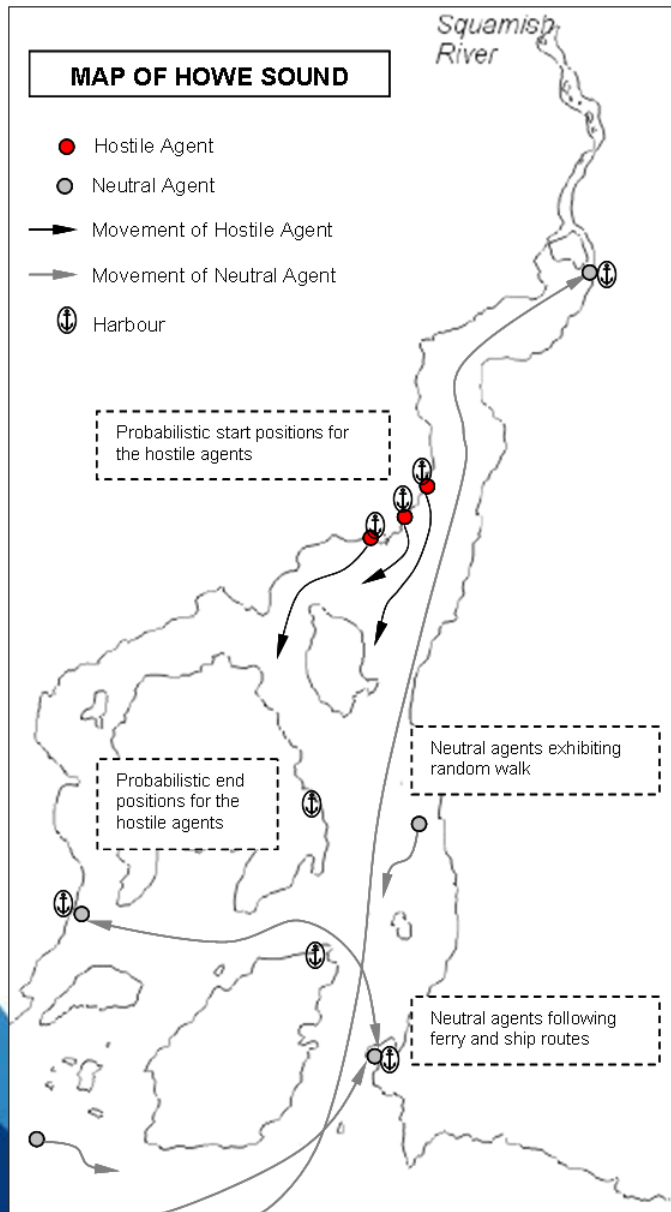 Squamish
River
MAP OF HOWE SOUND
Hostile Agent
Neutral Agent
Movement of Hostile Agent
Movement of Neutral Agent
Harbour
Probabilistic start positions for
the hostile agents
Neutral agents exhibiting
random walk
Probabilistic end
positions for the
hostile agents
Neutral agents following
ferry and ship routes